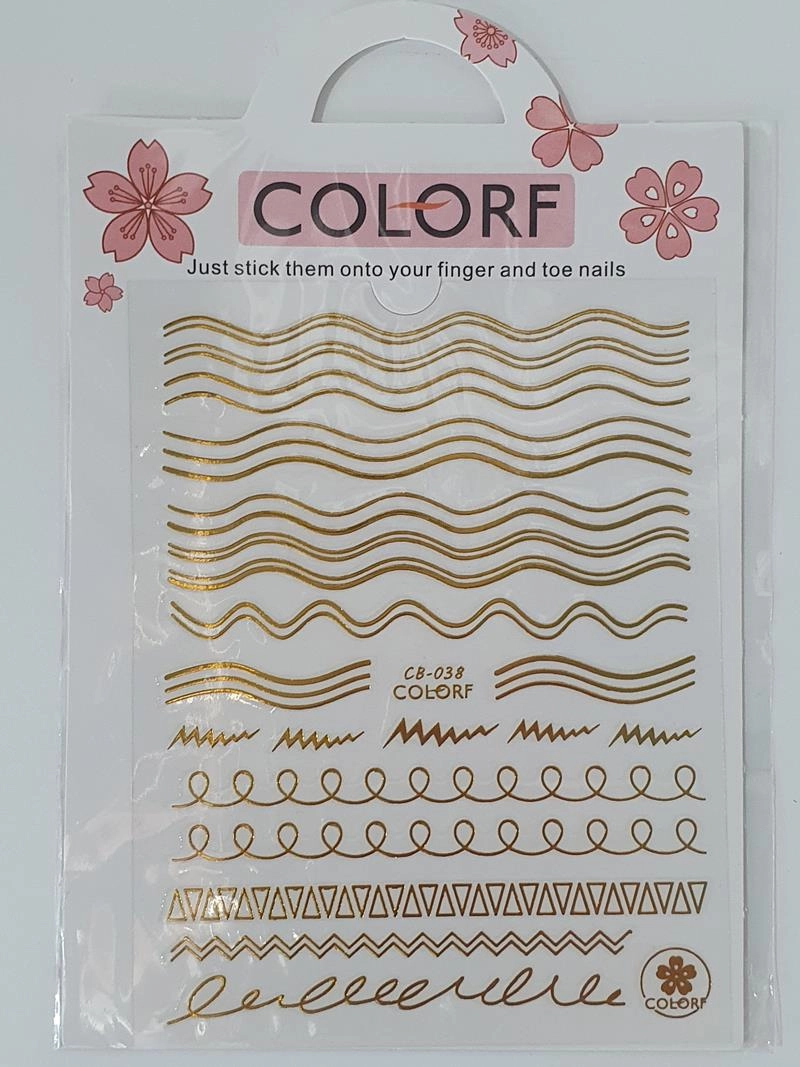 COLORF
Just stick them onto your finger and toe nails
CB-038
COLORF
COLORF